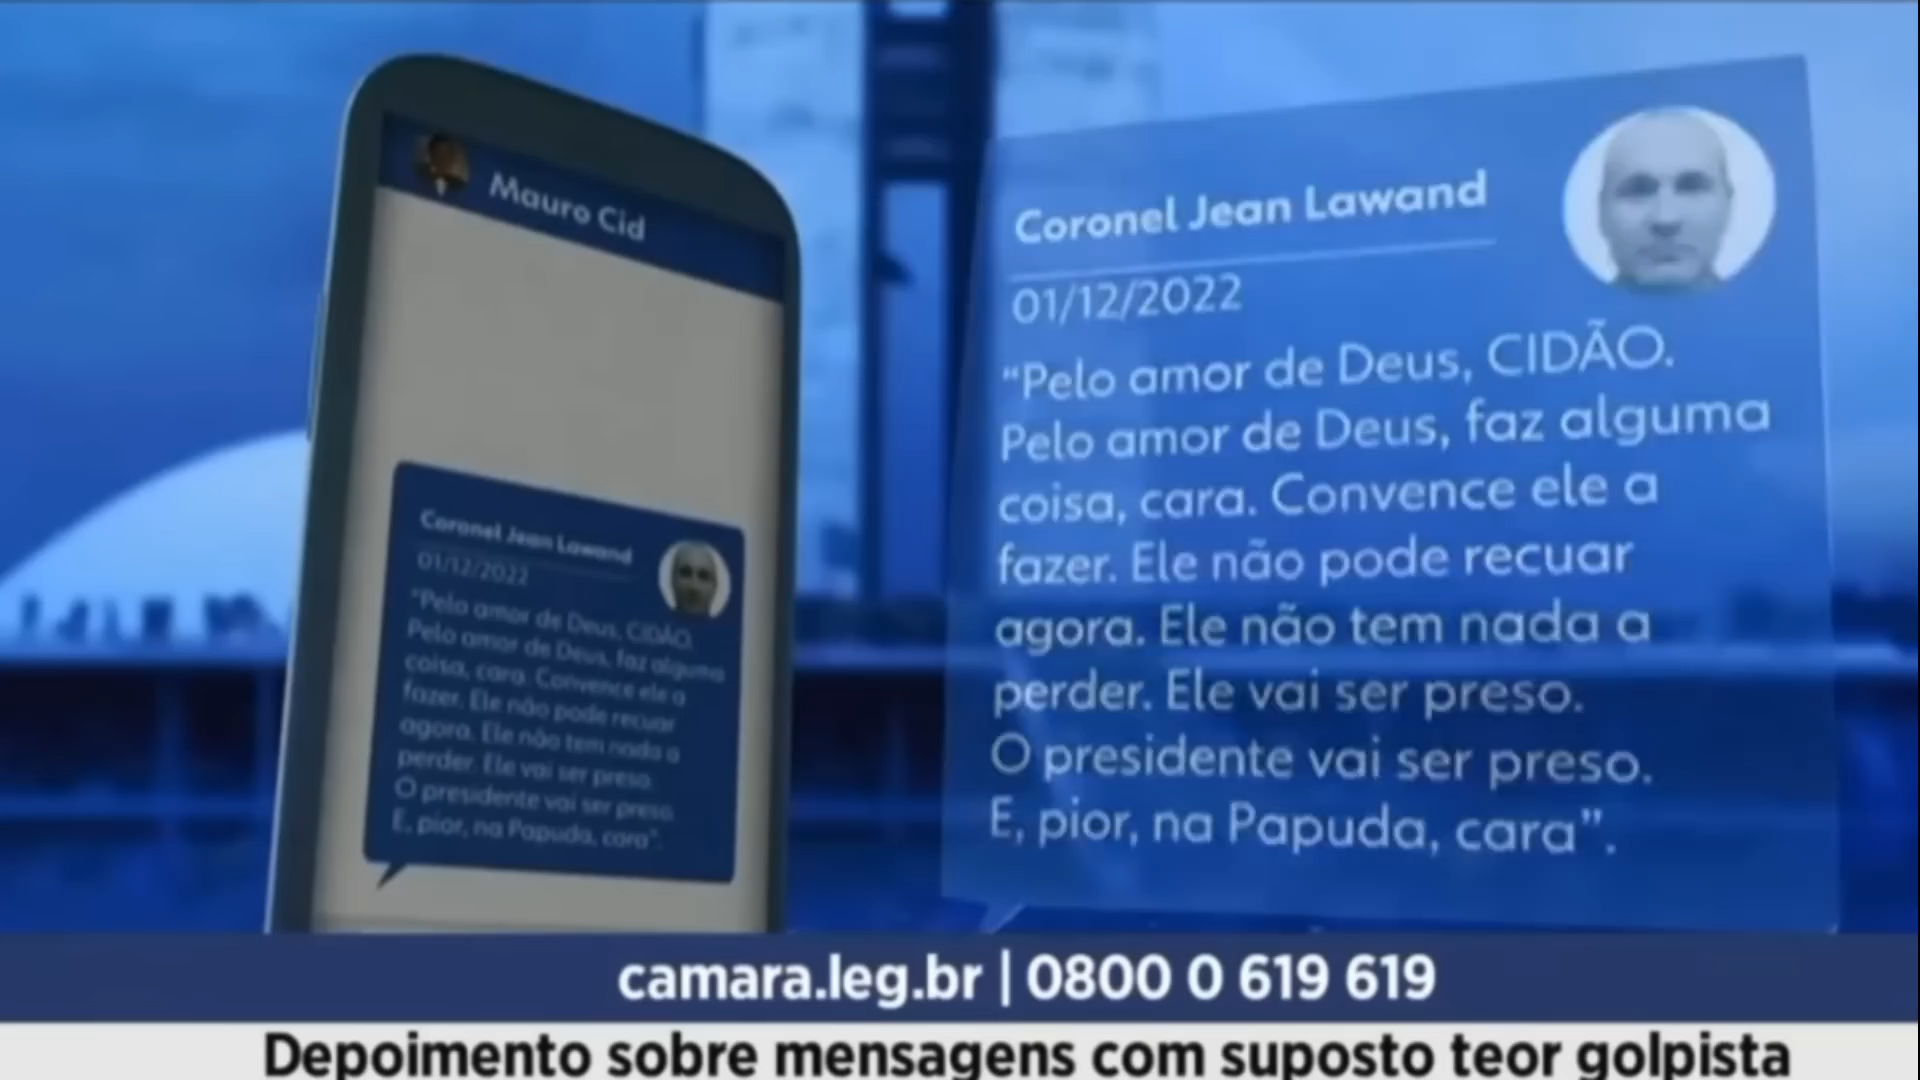 Mauro Cid
Coronel Jean Lawand
01/12/2022
"Pelo amor de Deus, CIDÃO.
Pelo amor de Deus, faz alguma
coisa, cara. Convence ele a
fazer. Ele não pode recuar
agora. Ele não tem nada a
perder. Ele vai ser preso.
O presidente vai ser preso.
E, pior, na Papuda, cara".
Coronel Jean Lawand
01/12/2022
“Pelo amor de Deus, CIDÃO.
Pelo amor de Deus, faz alguma
coisa, cara. Convence ele a
fazer. Ele não pode recuar
agora. Ele não tem nada a
perder. Ele vai ser preso.
O presidente vai ser preso.
E, pior, na Papuda, cara”.
camara.leg.br | 0800 0 619 619
Depoimento sobre mensagens com suposto teor golpista